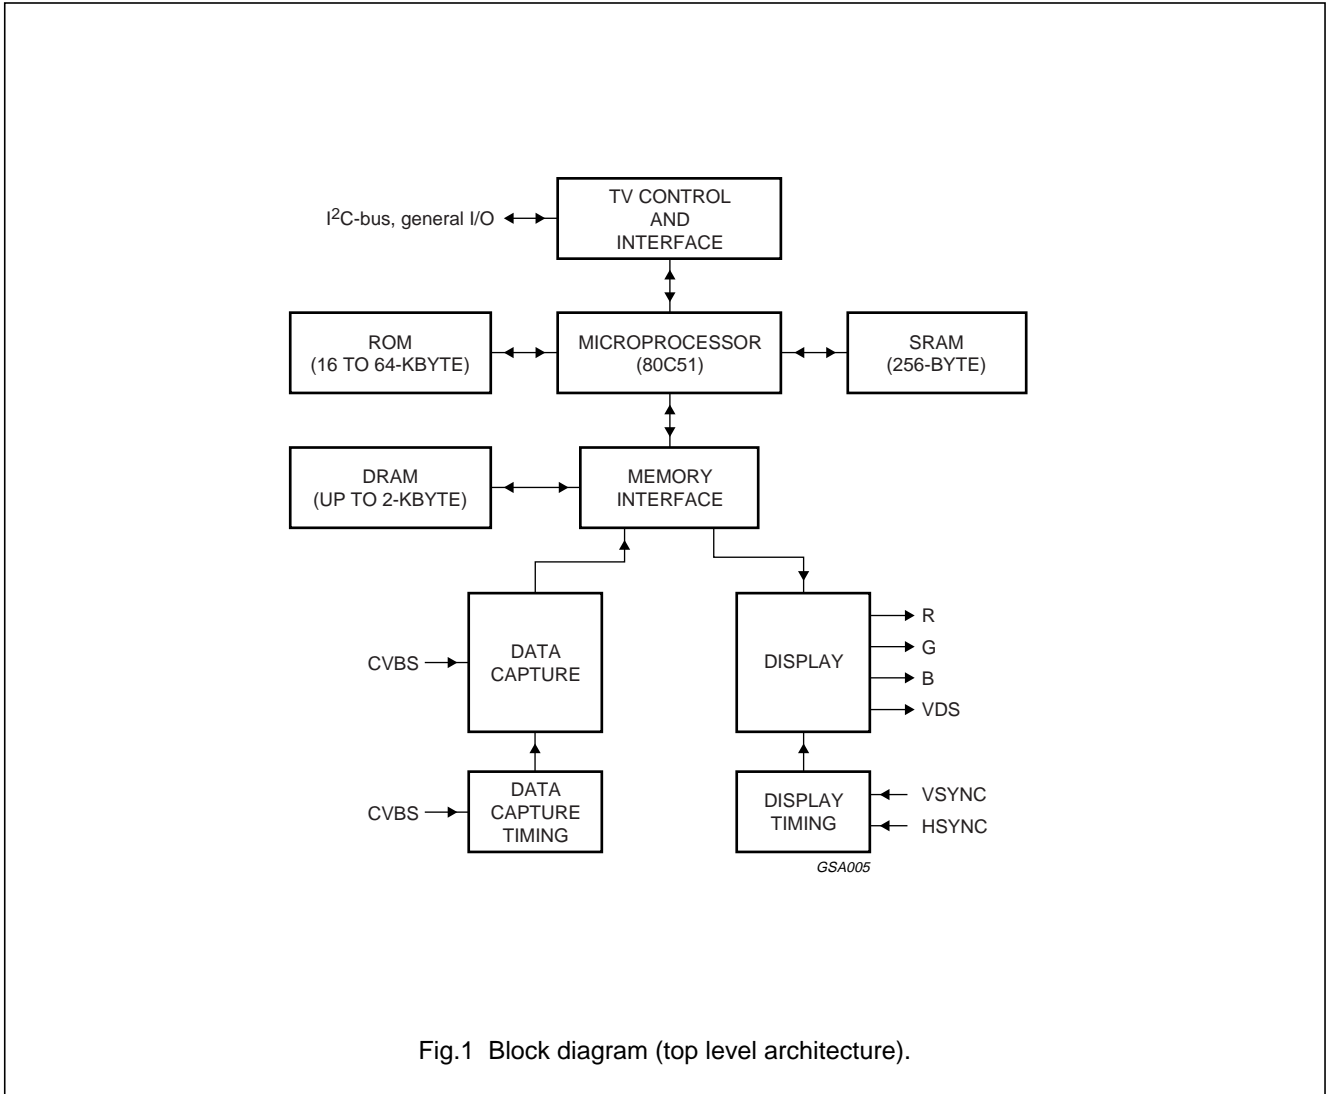 TV CONTROL
AND
INTERFACE
I²C-bus, general I/O
ROM
(16 TO 64-KBYTE)
MICROPROCESSOR
(80C51)
SRAM
(256-BYTE)
DRAM
(UP TO 2-KBYTE)
MEMORY
INTERFACE
CVBS
DATA
CAPTURE
DISPLAY
R
G
B
VDS
CVBS
DATA
CAPTURE
TIMING
DISPLAY
TIMING
VSYNC
HSYNC
GSA005
Fig.1 Block diagram (top level architecture).